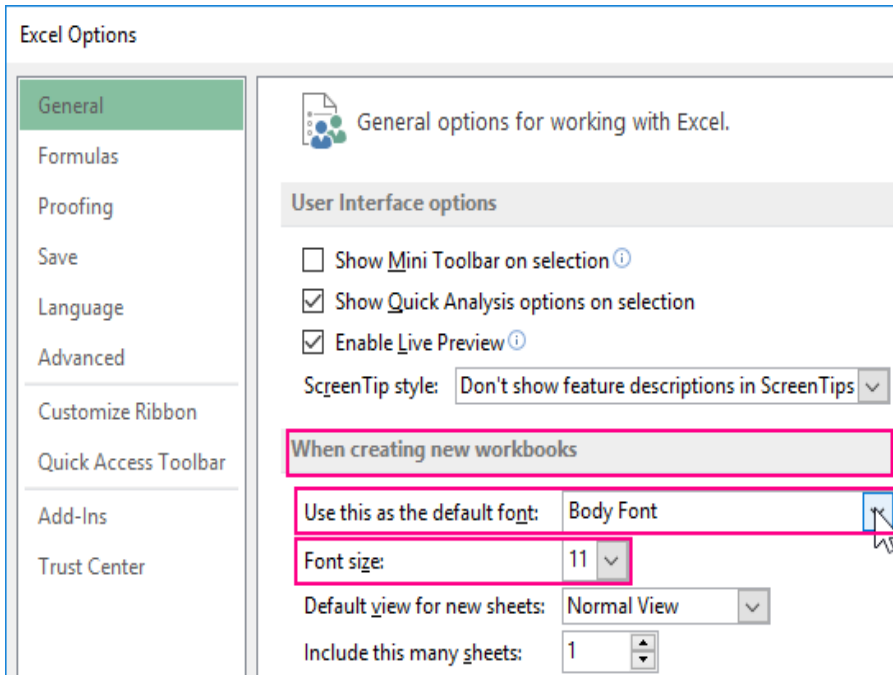 Excel Options
General
Formulas
Proofing
Save
Language
Advanced
Customize Ribbon
Quick Access Toolbar
Add-Ins
Trust Center
General options for working with Excel.
User Interface options
Show Mini Toolbar on selection
Show Quick Analysis options on selection
Enable Live Preview
ScreenTip style: Don't show feature descriptions in ScreenTips
When creating new workbooks
Use this as the default font: Body Font
Font size: 11
Default view for new sheets: Normal View
Include this many sheets: 1